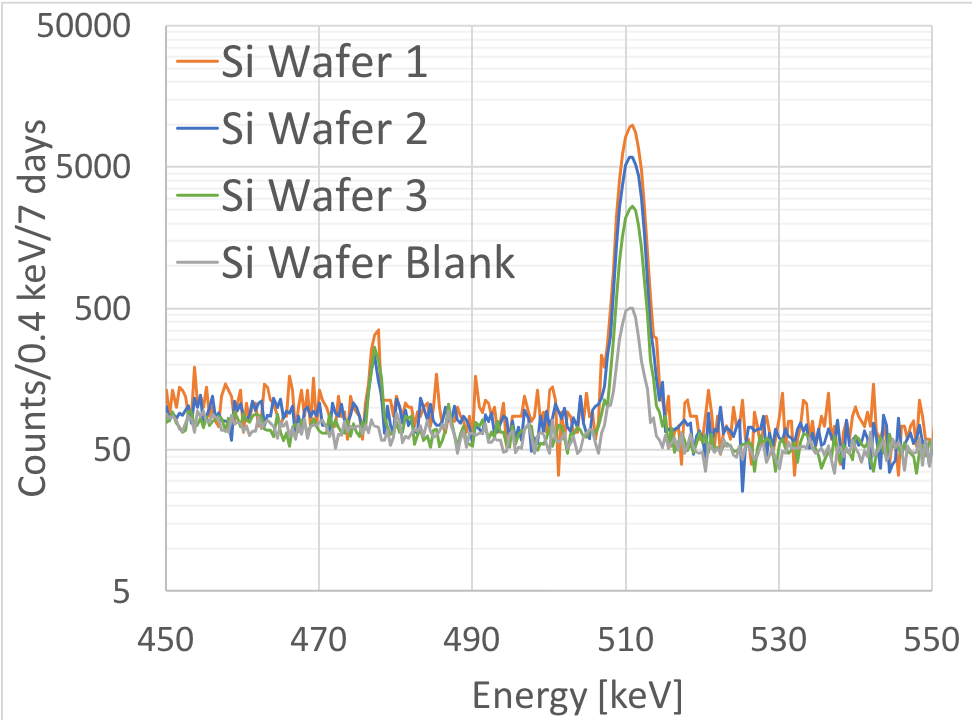 50000
5000
500
50
5
Counts/0.4 keV/7 days
Si Wafer 1
Si Wafer 2
Si Wafer 3
Si Wafer Blank
450 470 490 510 530 550
Energy [keV]